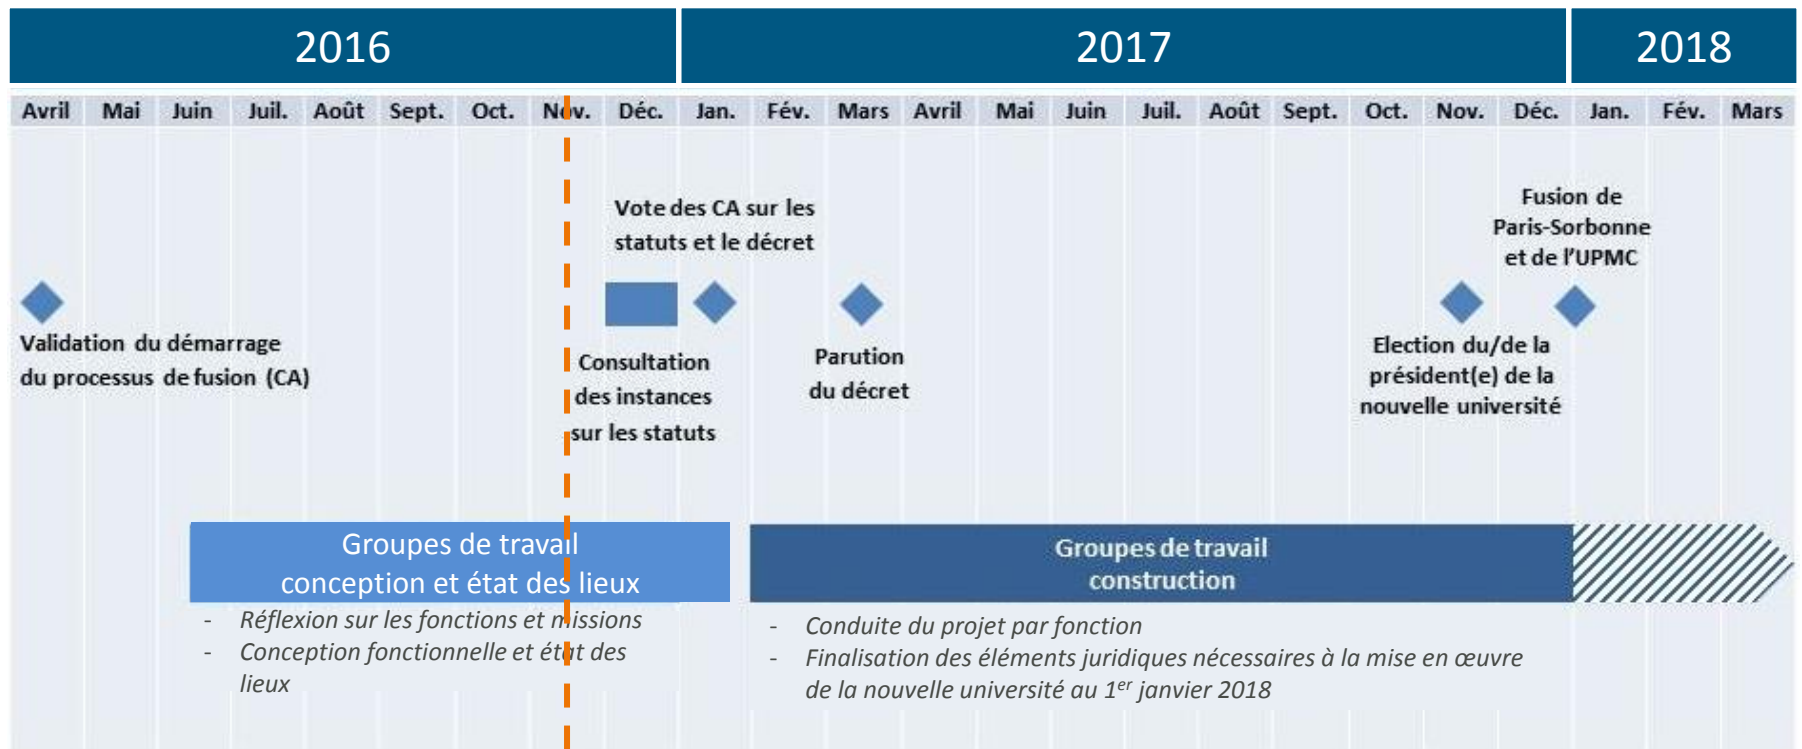 2016
2017
2018
Avril Mai Juin Juil. Août Sept. Oct. Nov. Déc. Jan. Fév. Mars Avril Mai Juin Juil. Août Sept. Oct. Nov. Déc. Jan. Fév. Mars
Validation du démarrage
du processus de fusion (CA)
Vote des CA sur les
statuts et le décret
Consultation
des instances
sur les statuts
Parution
du décret
Election du/de la
président(e) de la
nouvelle université
Fusion de
Paris-Sorbonne
et de l'UPMC
Groupes de travail
conception et état des lieux
- Réflexion sur les fonctions et missions
- Conception fonctionnelle et état des
lieux
Groupes de travail
construction
- Conduite du projet par fonction
- Finalisation des éléments juridiques nécessaires à la mise en œuvre
de la nouvelle université au 1er janvier 2018